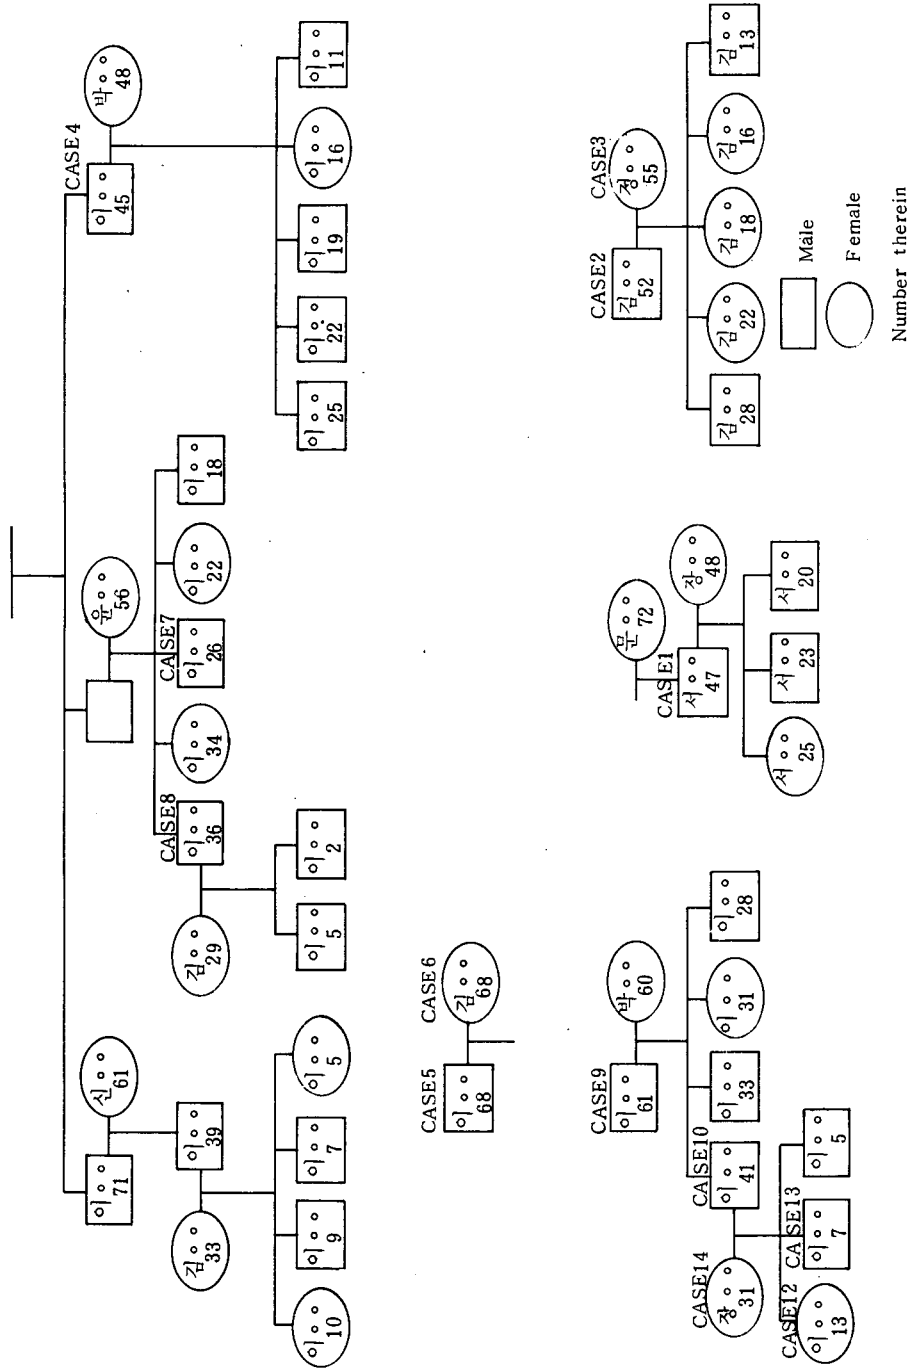 CASE 4
이○○ 45
박○○ 48
이○○ 25
이○○ 22
이○○ 19
이○○ 16
이○○ 11
윤○○ 56
CASE8
이○○ 36
이○○ 34
CASE7
이○○ 26
이○○ 22
이○○ 18
김○○ 29
이○○ 5
이○○ 2
이○○ 71
신○○ 61
김○○ 33
이○○ 39
이○○ 10
이○○ 9
이○○ 7
이○○ 5
CASE5
이○○ 68
CASE6
김○○ 68
CASE9
이○○ 61
박○○ 60
CASE10
이○○ 41
이○○ 33
이○○ 31
이○○ 28
CASE14
장○○ 31
CASE12
이○○ 13
CASE13
이○○ 7
이○○ 5
문○○ 72
CASE1
서○○ 47
장○○ 48
서○○ 25
서○○ 23
서○○ 20
CASE2
김○○ 52
CASE3
○○ 55
김○○ 28
김○○ 22
김○○ 18
김○○ 16
김○○ 13
Male
Female
Number therein